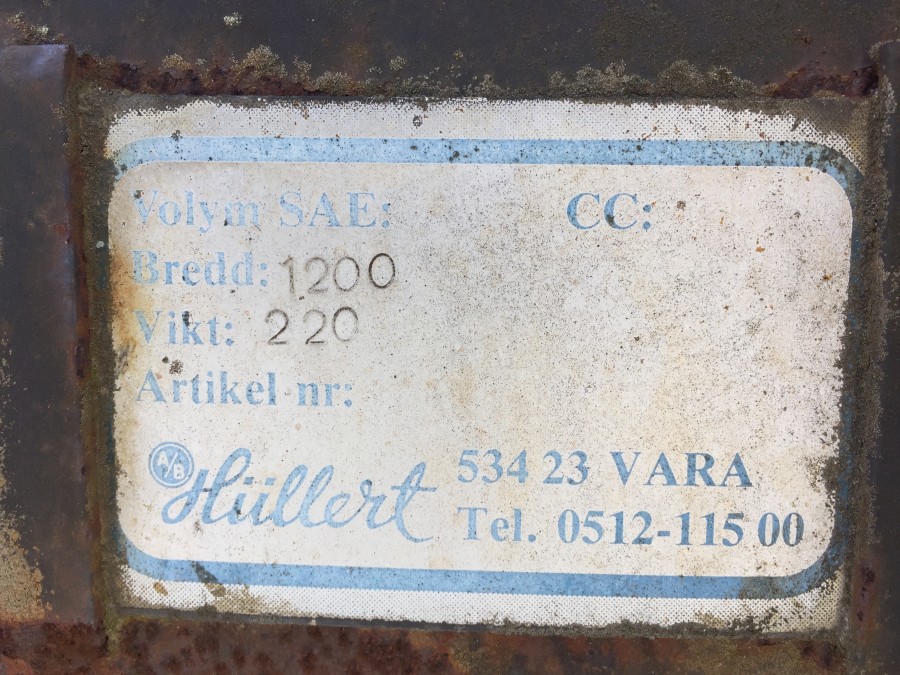 Volym SAE: CC:
Bredd: 1200
Vikt: 220
Artikel nr:
A/B Hüllert 534 23 VARA
Tel. 0512-115 00